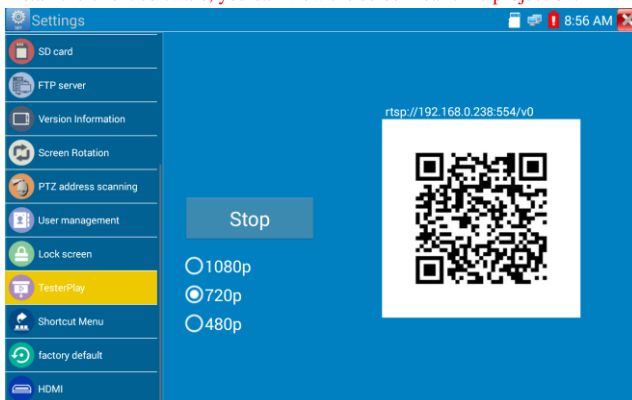 Settings
8:56 AM
SD card
FTP server
Version Information
Screen Rotation
PTZ address scanning
User management
Lock screen
TesterPlay
Shortcut Menu
factory default
HDMI
Stop
1080p
720p
480p
rtsp://192.168.0.238:554/v0